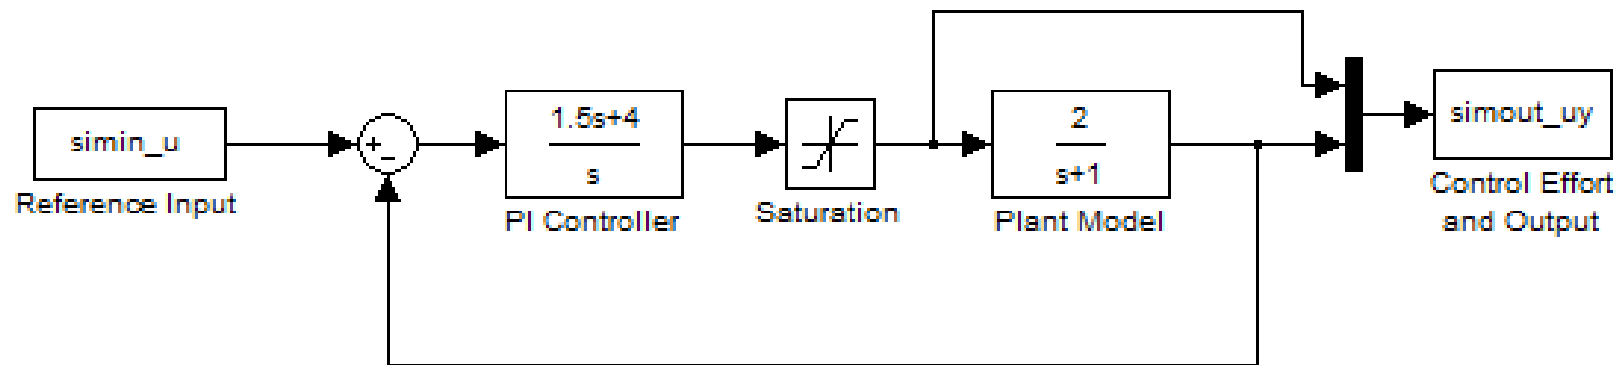 simin_u
Reference Input
+
−
1.5s+4
s
PI Controller
Saturation
2
s+1
Plant Model
simout_uy
Control Effort
and Output